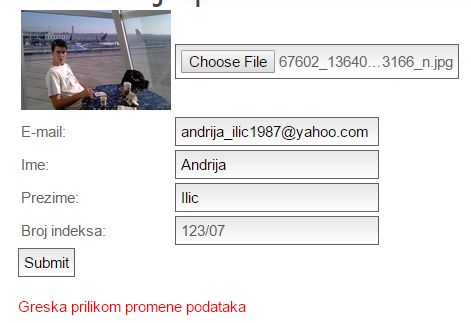 Choose File 67602_13640...3166_n.jpg
E-mail: andrija_ilic1987@yahoo.com
Ime: Andrija
Prezime: Ilic
Broj indeksa: 123/07
Submit
Greska prilikom promene podataka